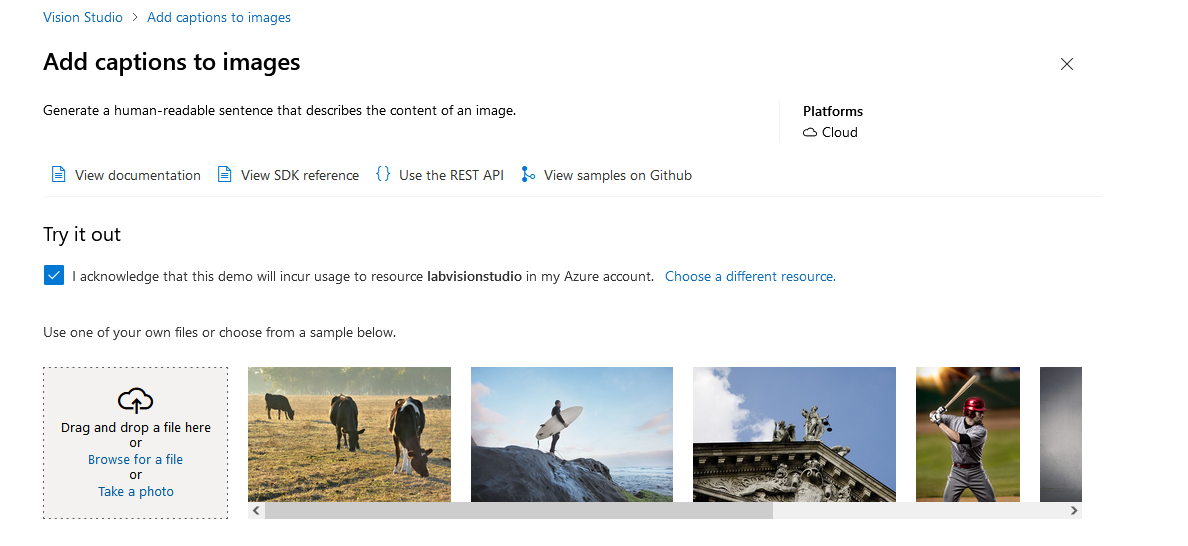 Vision Studio > Add captions to images
Add captions to images
Generate a human-readable sentence that describes the content of an image.
Platforms
Cloud
View documentation
View SDK reference
{} Use the REST API
View samples on Github
Try it out
I acknowledge that this demo will incur usage to resource labvisionstudio in my Azure account. Choose a different resource.
Use one of your own files or choose from a sample below.
Drag and drop a file here
or
Browse for a file
or
Take a photo